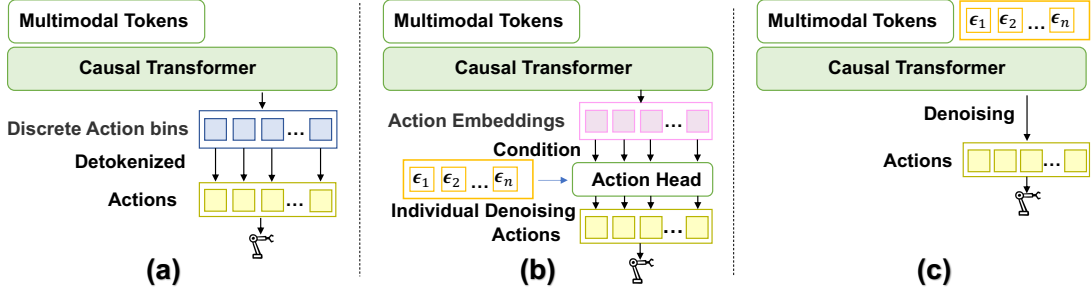 Multimodal Tokens
Causal Transformer
Discrete Action bins
...
Detokenized
Actions
...
(a)
Multimodal Tokens
Causal Transformer
Action Embeddings
...
Condition
ϵ1 ϵ2 ... ϵn
Action Head
Individual Denoising
Actions
...
(b)
Multimodal Tokens
ϵ1 ϵ2 ... ϵn
Causal Transformer
Denoising
Actions
...
(c)